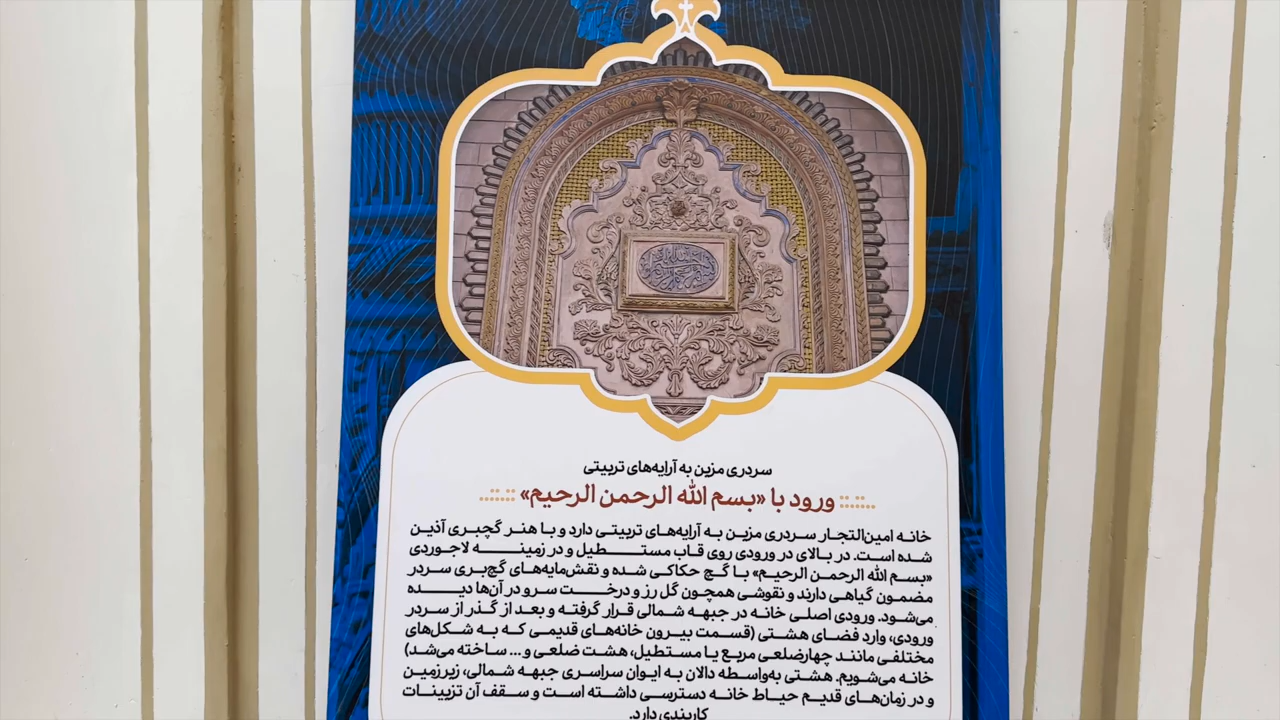 سردری مزین به آرایه‌های تربیتی
ورود با «بسم الله الرحمن الرحیم»
خانه امین‌التجار سردری مزین به آرایه‌های تربیتی دارد و با هنر گچبری آذین
شده است. در بالای در ورودی روی قاب مستطیل و در زمینه لاجوردی
«بسم الله الرحمن الرحیم» با گچ حکاکی شده و نقش‌مایه‌های گچ‌بری سردر
مضمون گیاهی دارند و نقوشی همچون گل رز و درخت سرو در آن‌ها دیده
می‌شود. ورودی اصلی خانه در جبهه شمالی قرار گرفته و بعد از گذر از سردر
ورودی، وارد فضای هشتی (قسمت بیرون خانه‌های قدیمی که به شکل‌های
مختلفی مانند چهارضلعی مربع یا مستطیل، هشت ضلعی و... ساخته می‌شد)
خانه می‌شویم. هشتی به‌واسطه دالان به ایوان سراسری جبهه شمالی، زیرزمین
و در زمان‌های قدیم حیاط خانه دسترسی داشته است و سقف آن تزیینات
کاربندی دارد.